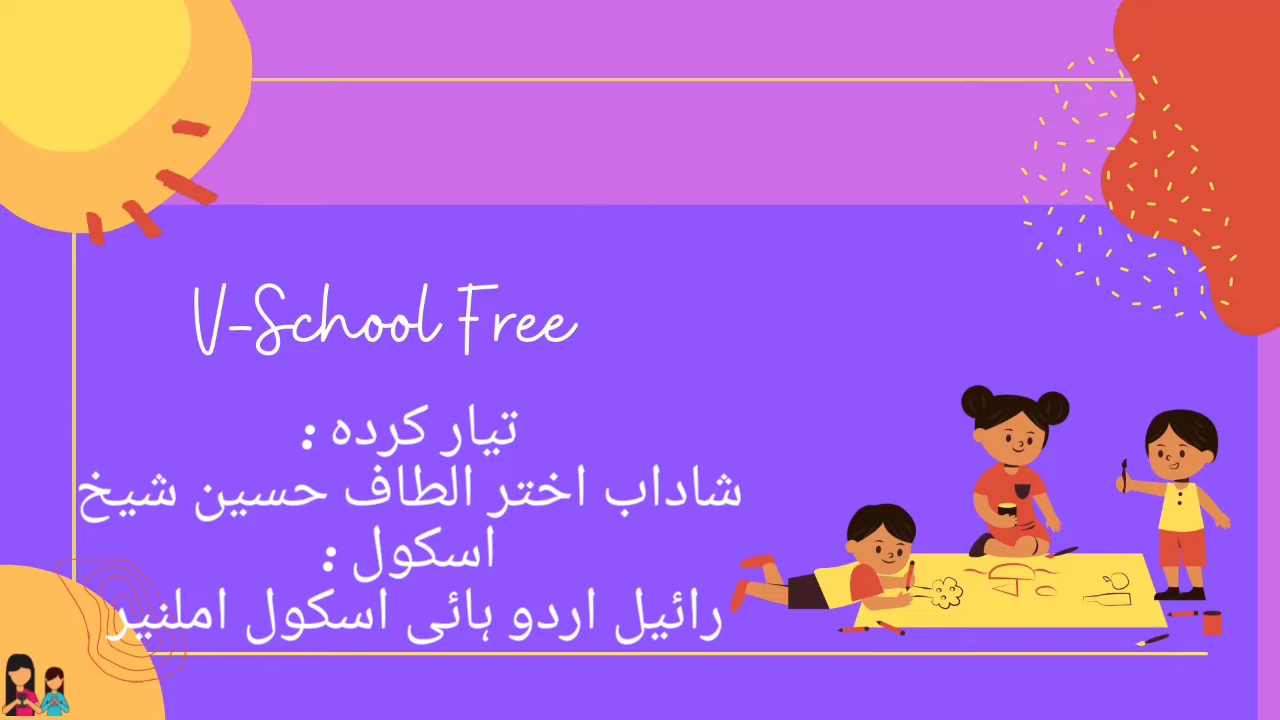 V-School Free
تیار کردہ :
شاداب اختر الطاف حسین شیخ
اسکول :
رائیل اردو ہائی اسکول املنیر